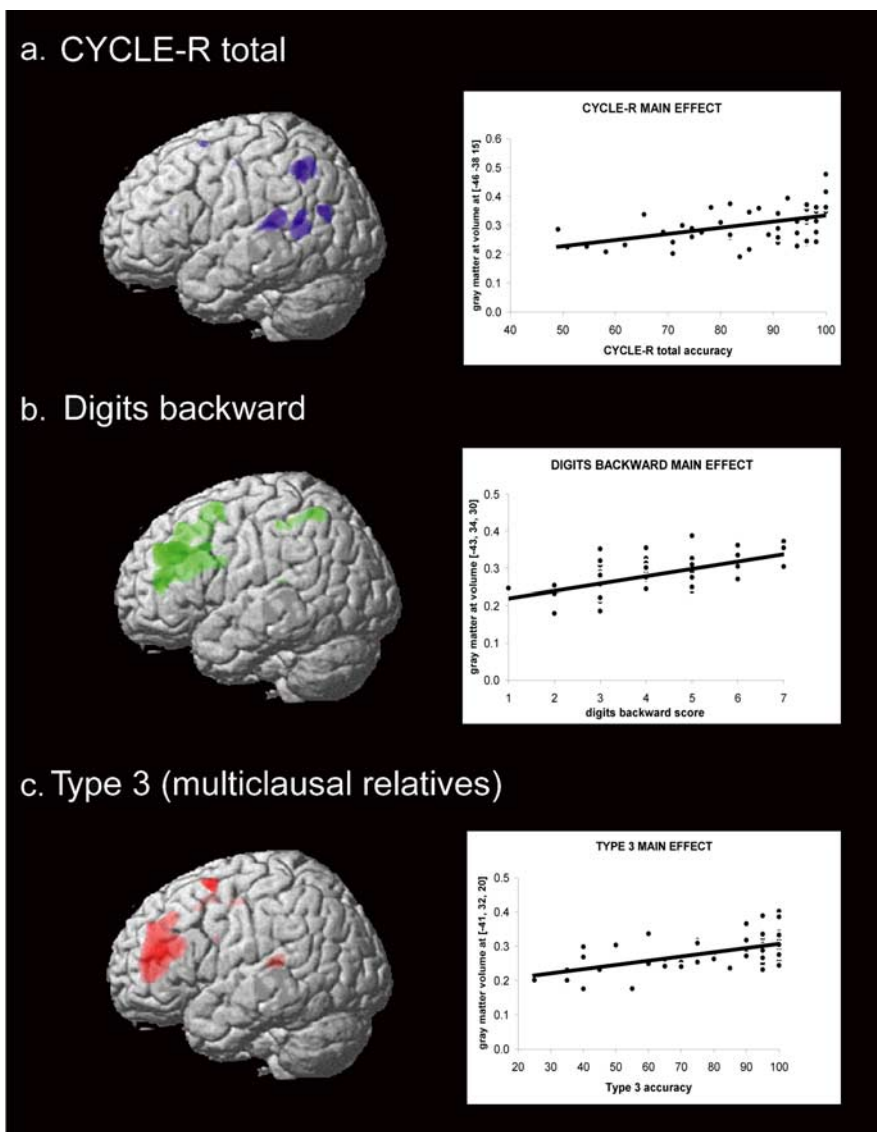 a. CYCLE-R total
CYCLE-R MAIN EFFECT
gray matter at volume at [-46 -38 15]
0.6
0.5
0.4
0.3
0.2
0.1
0.0
40 50 60 70 80 90 100
CYCLE-R total accuracy
b. Digits backward
DIGITS BACKWARD MAIN EFFECT
gray matter at volume [-43, 34, 30]
0.5
0.4
0.3
0.2
0.1
0.0
1 2 3 4 5 6 7
digits backward score
c. Type 3 (multiclausal relatives)
TYPE 3 MAIN EFFECT
gray matter volume at [-41, 32, 20]
0.5
0.4
0.3
0.2
0.1
0.0
20 30 40 50 60 70 80 90 100
Type 3 accuracy